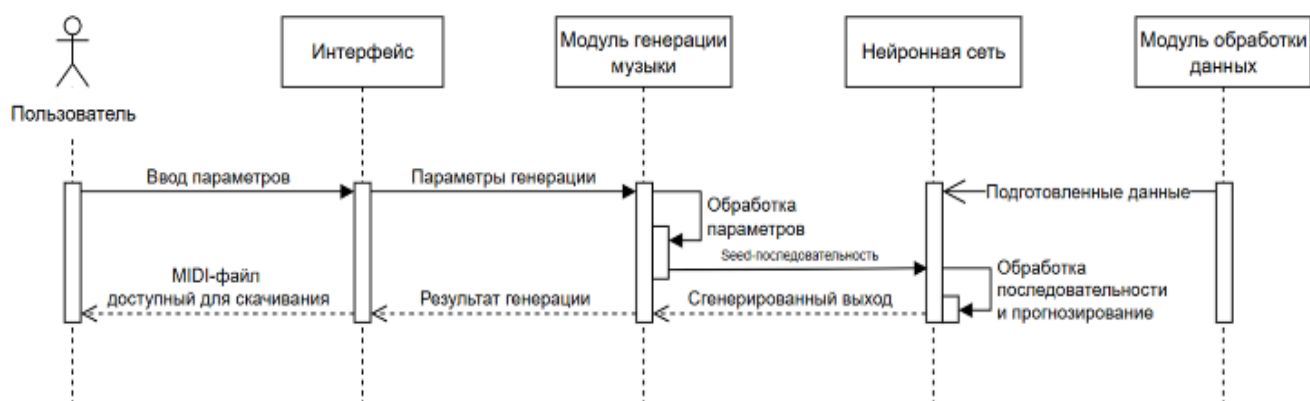 Пользователь
Интерфейс
Модуль генерации
музыки
Нейронная сеть
Модуль обработки
данных
Ввод параметров
Параметры генерации
Обработка
параметров
Подготовленные данные
Seed-последовательность
Обработка
последовательности
и прогнозирование
MIDI-файл
доступный для скачивания
Результат генерации
Сгенерированный выход